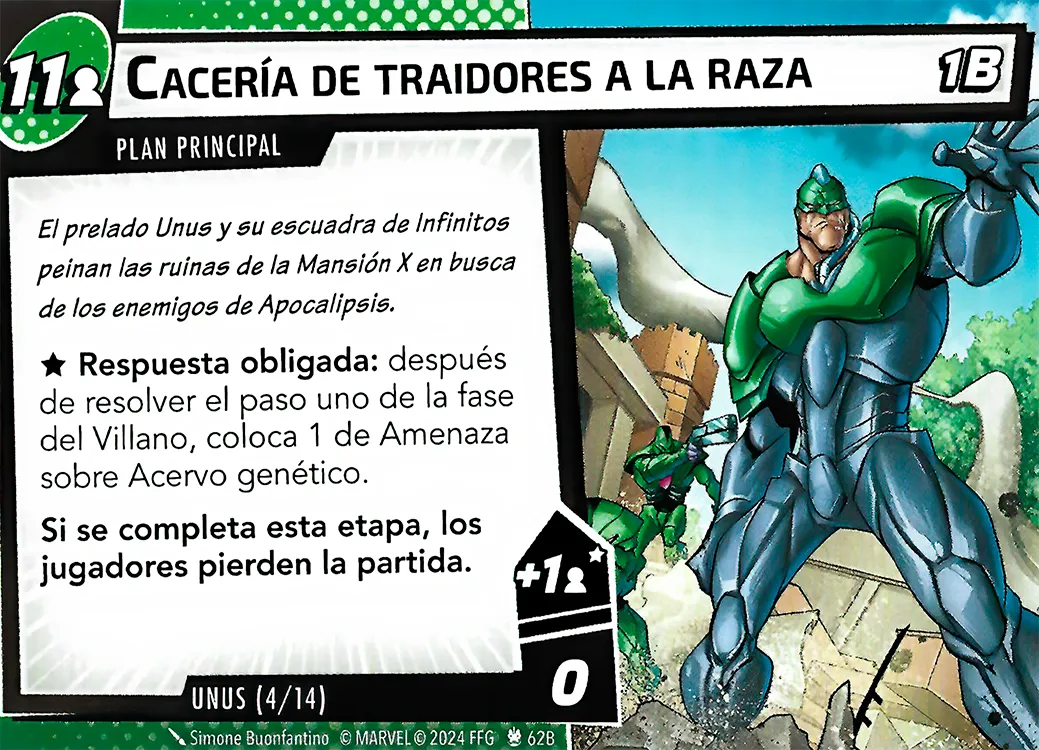 11
CACERÍA DE TRAIDORES A LA RAZA
1B
PLAN PRINCIPAL
El prelado Unus y su escuadra de Infinitos
peinan las ruinas de la Mansión X en busca
de los enemigos de Apocalipsis.
★ Respuesta obligada: después
de resolver el paso uno de la fase
del Villano, coloca 1 de Amenaza
sobre Acervo genético.
Si se completa esta etapa, los
jugadores pierden la partida.
+1
0
UNUS (4/14)
Simone Buonfantino © MARVEL © 2024 FFG 62B